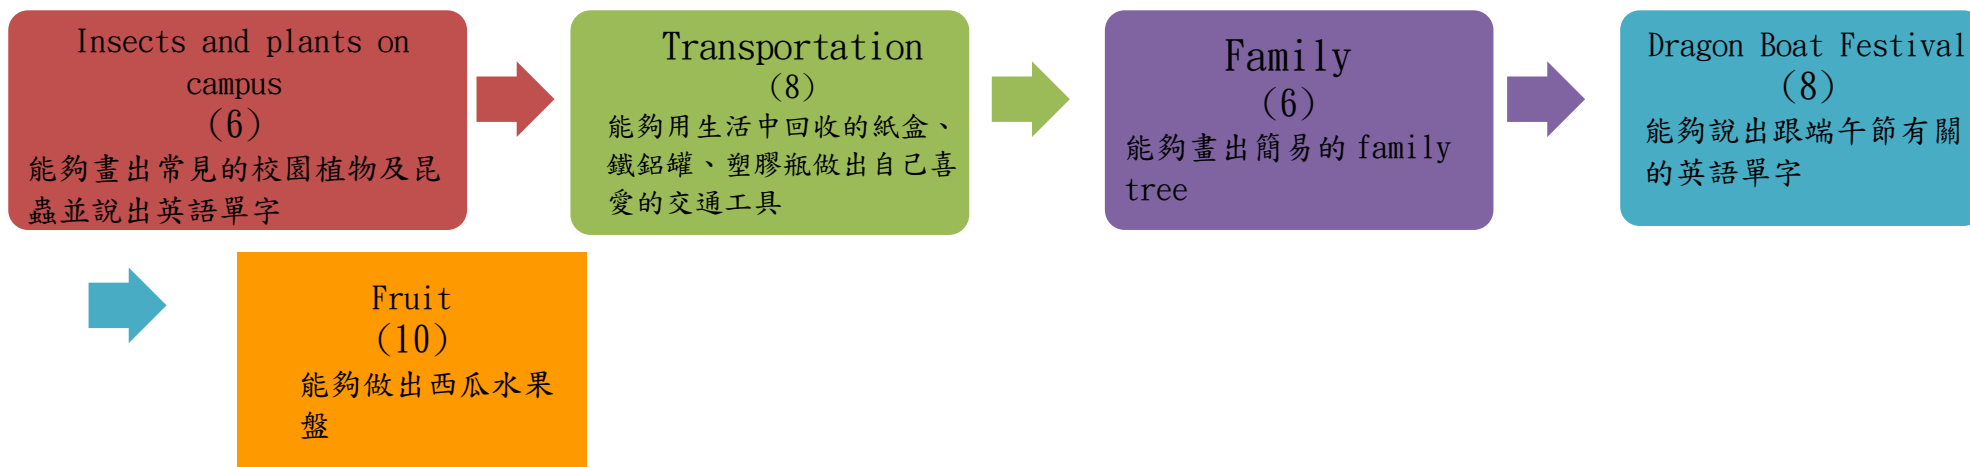 Insects and plants on
campus
(6)
能夠畫出常見的校園植物及昆
蟲並說出英語單字
Transportation
(8)
能夠用生活中回收的紙盒、
鐵鋁罐、塑膠瓶做出自己喜
愛的交通工具
Family
(6)
能夠畫出簡易的 family
tree
Dragon Boat Festival
(8)
能夠說出跟端午節有關
的英語單字
Fruit
(10)
能夠做出西瓜水果
盤